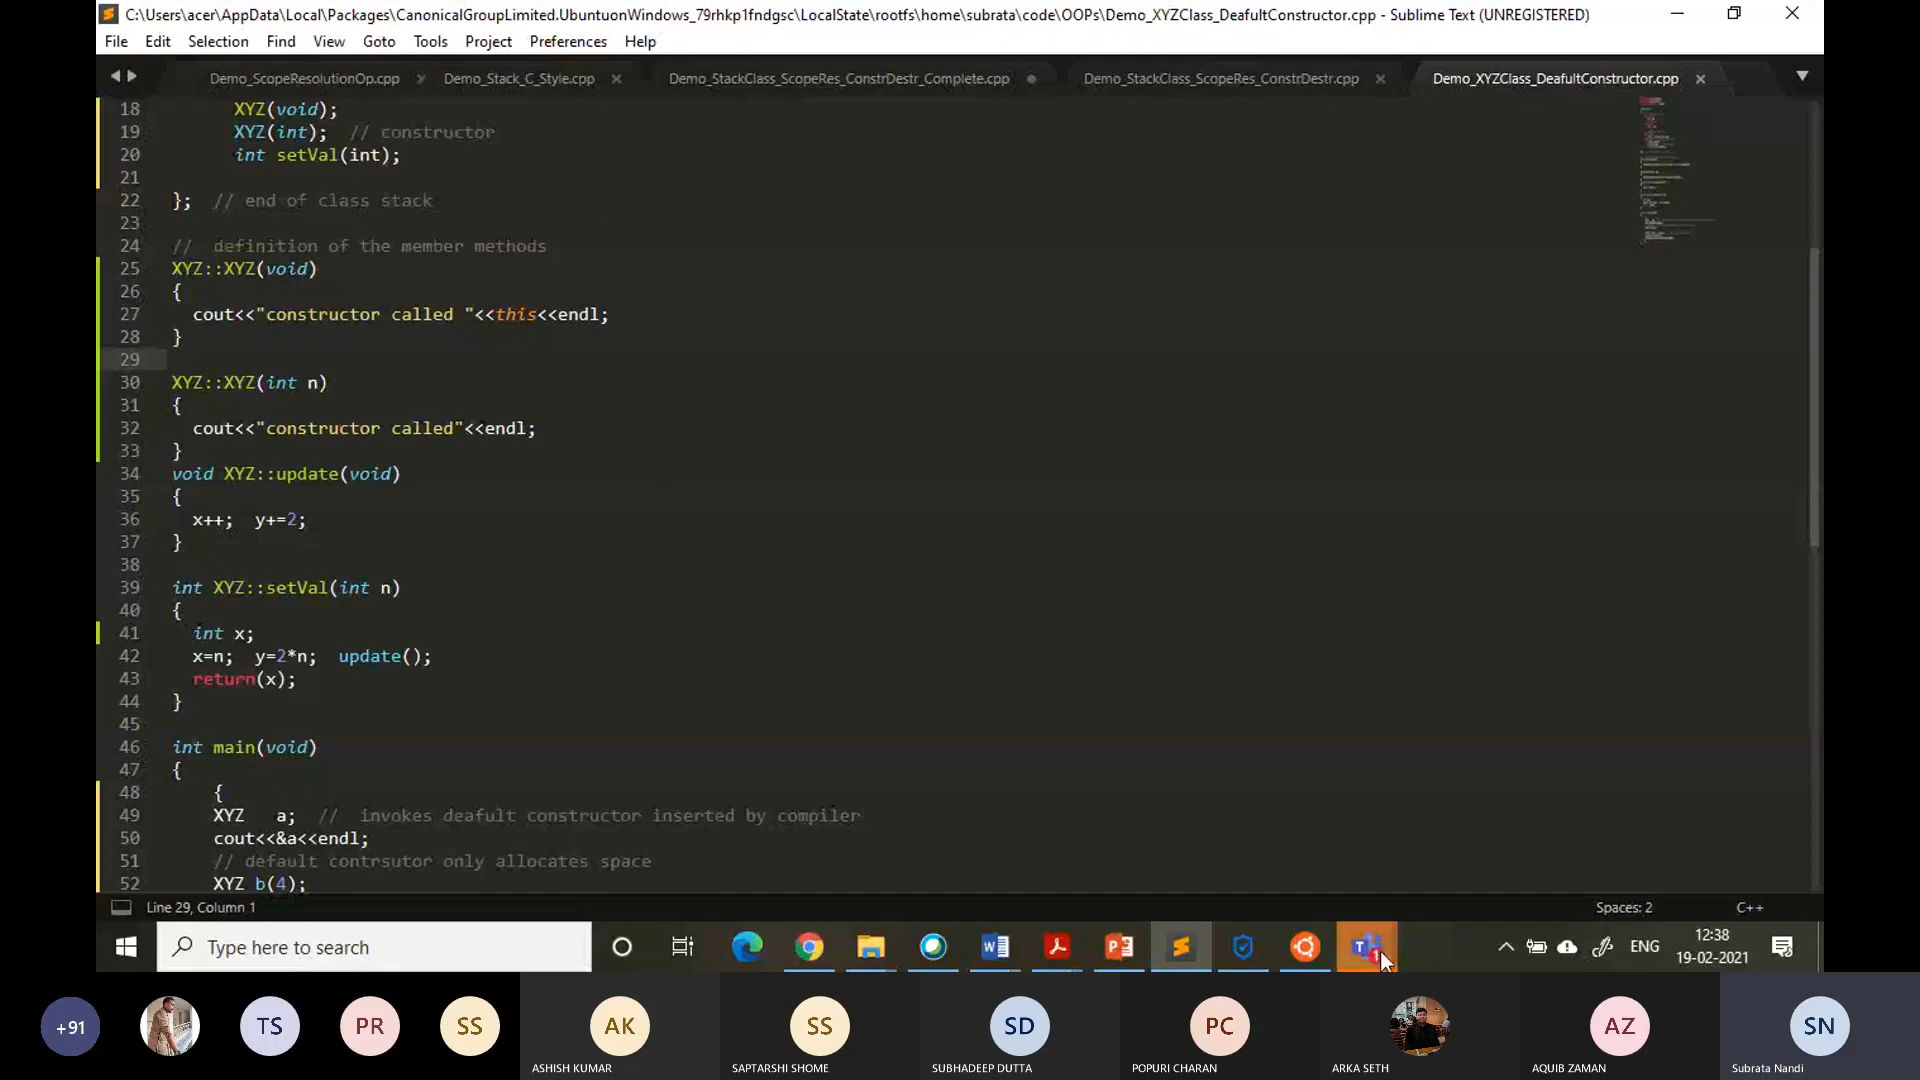 C:\Users\acer\AppData\Local\Packages\CanonicalGroupLimited.UbuntuonWindows_79rhkp1fndgsc\LocalState\rootfs\home\subrata\code\OOPs\Demo_XYZClass_DeafultConstructor.cpp - Sublime Text (UNREGISTERED)
File Edit Selection Find View Goto Tools Project Preferences Help
Demo_ScopeResolutionOp.cpp Demo_Stack_C_Style.cpp Demo_StackClass_ScopeRes_ConstrDestr_Complete.cpp Demo_StackClass_ScopeRes_ConstrDestr.cpp Demo_XYZClass_DeafultConstructor.cpp
18 XYZ(void);
19 XYZ(int); // constructor
20 int setVal(int);
21
22 }; // end of class stack
23
24 // definition of the member methods
25 XYZ::XYZ(void)
26 {
27 cout<<"constructor called "<<this<<endl;
28 }
29
30 XYZ::XYZ(int n)
31 {
32 cout<<"constructor called"<<endl;
33 }
34 void XYZ::update(void)
35 {
36 x++; y+=2;
37 }
38
39 int XYZ::setVal(int n)
40 {
41 int x;
42 x=n; y=2*n; update();
43 return(x);
44 }
45
46 int main(void)
47 {
48 {
49 XYZ a; // invokes deafult constructor inserted by compiler
50 cout<<&a<<endl;
51 // default contrsutor only allocates space
52 XYZ b(4);
Line 29, Column 1 Spaces: 2 C++
Type here to search
ENG
12:38
19-02-2021
+91 TS PR SS AK SS SD PC AZ SN
ASHISH KUMAR SAPTARSHI SHOME SUBHADEEP DUTTA POPURI CHARAN ARKA SETH AQUIB ZAMAN Subrata Nandi